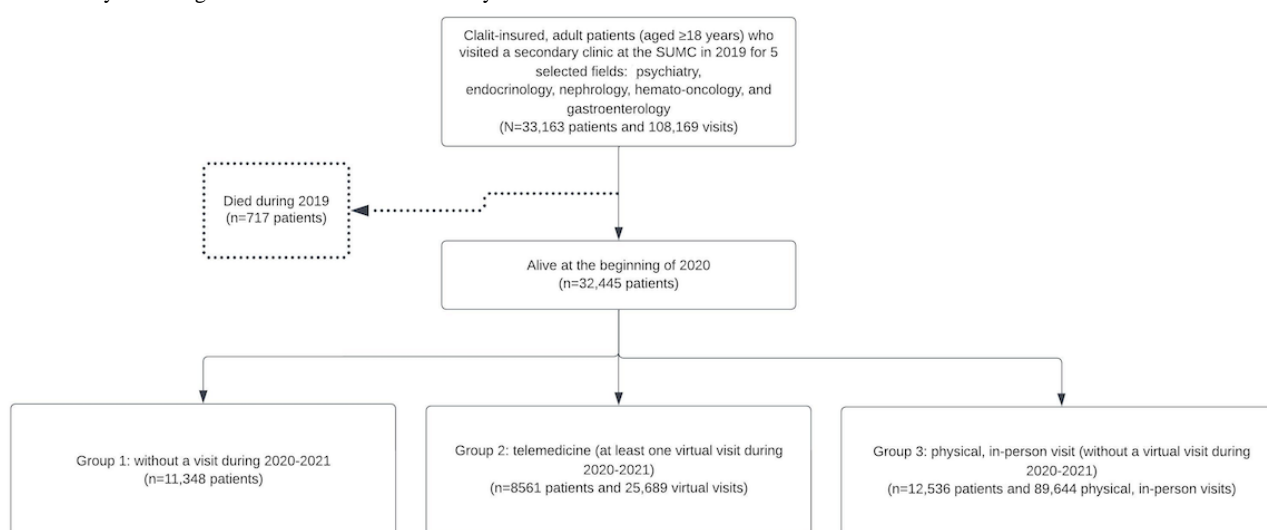 Clalit-insured, adult patients (aged ≥18 years) who
visited a secondary clinic at the SUMC in 2019 for 5
selected fields: psychiatry,
endocrinology, nephrology, hemato-oncology, and
gastroenterology
(N=33,163 patients and 108,169 visits)
Died during 2019
(n=717 patients)
Alive at the beginning of 2020
(n=32,445 patients)
Group 1: without a visit during 2020-2021
(n=11,348 patients)
Group 2: telemedicine (at least one virtual visit during
2020-2021)
(n=8561 patients and 25,689 virtual visits)
Group 3: physical, in-person visit (without a virtual visit during
2020-2021)
(n=12,536 patients and 89,644 physical, in-person visits)